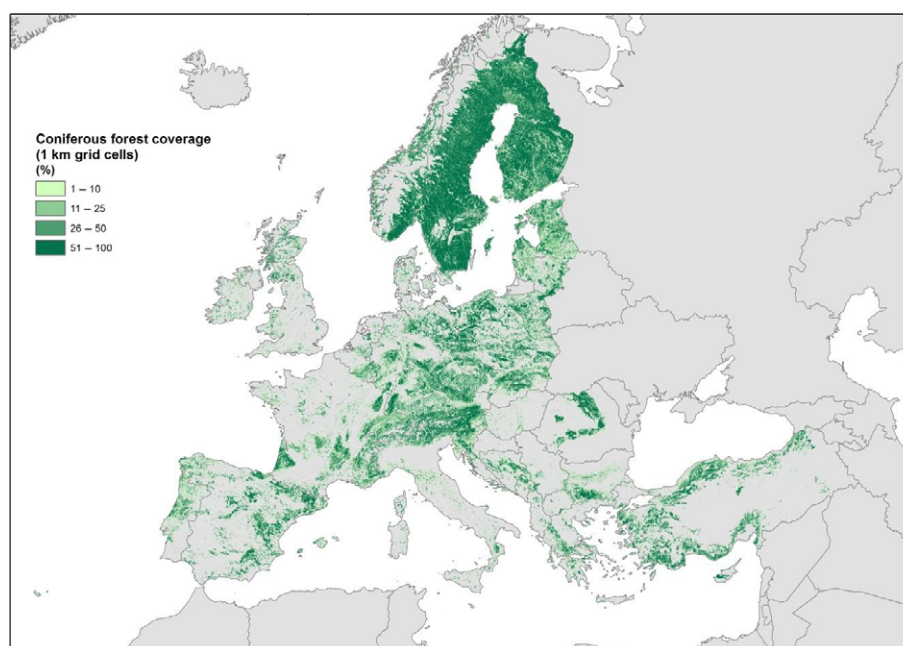 Coniferous forest coverage
(1 km grid cells)
(%)
1 – 10
11 – 25
26 – 50
51 – 100